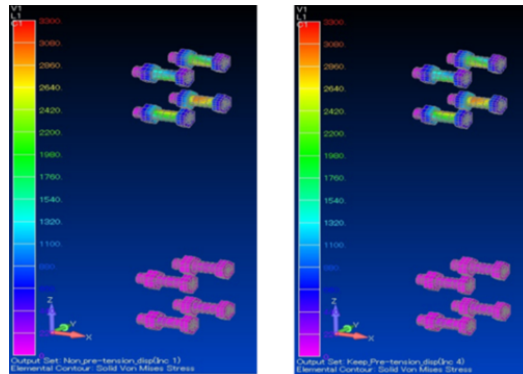 V1
L1
C1
3300.
3080.
2860.
2640.
2420.
2200.
1980.
1760.
1540.
1320.
1100.
880.
Z
Y
X
Output Set: Non_pre-tension_disp(Inc 1)
Elemental Contour: Solid Von Mises Stress
V1
L1
C1
3300.
3080.
2860.
2640.
2420.
2200.
1980.
1760.
1540.
1320.
1100.
880.
Z
Y
X
Output Set: Keep_Pre-tension_disp(Inc 4)
Elemental Contour: Solid Von Mises Stress